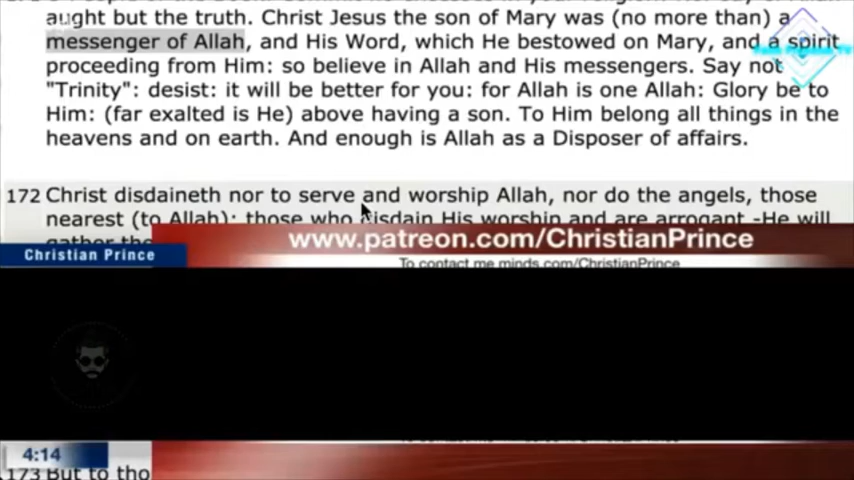 aught but the truth. Christ Jesus the son of Mary was (no more than) a
messenger of Allah, and His Word, which He bestowed on Mary, and a spirit
proceeding from Him: so believe in Allah and His messengers. Say not
"Trinity": desist: it will be better for you: for Allah is one Allah: Glory be to
Him: (far exalted is He) above having a son. To Him belong all things in the
heavens and on earth. And enough is Allah as a Disposer of affairs.
172 Christ disdaineth nor to serve and worship Allah, nor do the angels, those
nearest (to Allah): those who disdain His worship and are arrogant -He will
gather the
www.patreon.com/ChristianPrince
Christian Prince
To contact me minds.com/ChristianPrince
4:14
173 But to tho